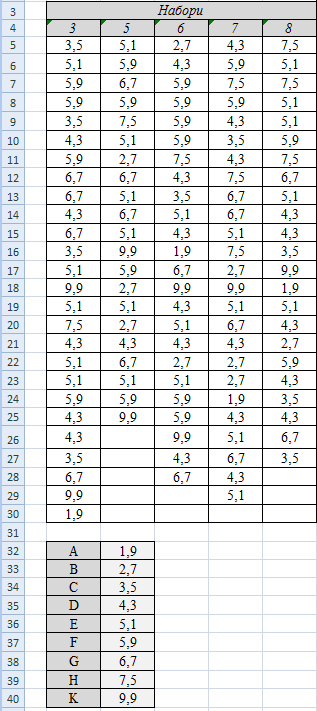 3 Набори
4 3 5 6 7 8
5 3,5 5,1 2,7 4,3 7,5
6 5,1 5,9 4,3 5,9 5,1
7 5,9 6,7 5,9 7,5 7,5
8 5,9 5,9 5,9 5,9 5,1
9 3,5 7,5 5,9 4,3 5,1
10 4,3 5,1 5,9 3,5 5,9
11 5,9 2,7 7,5 4,3 7,5
12 6,7 6,7 4,3 7,5 6,7
13 6,7 5,1 3,5 6,7 5,1
14 4,3 6,7 5,1 6,7 4,3
15 6,7 5,1 4,3 5,1 4,3
16 3,5 9,9 1,9 7,5 3,5
17 5,1 5,9 6,7 2,7 9,9
18 9,9 2,7 9,9 9,9 1,9
19 5,1 5,1 4,3 5,1 5,1
20 7,5 2,7 5,1 6,7 4,3
21 4,3 4,3 4,3 4,3 2,7
22 5,1 6,7 2,7 2,7 5,9
23 5,1 5,1 5,1 2,7 4,3
24 5,9 5,9 5,9 1,9 3,5
25 4,3 9,9 5,9 4,3 4,3
26 4,3 9,9 5,1 6,7
27 3,5 4,3 6,7 3,5
28 6,7 6,7 4,3
29 9,9 5,1
30 1,9
31
32 A 1,9
33 B 2,7
34 C 3,5
35 D 4,3
36 E 5,1
37 F 5,9
38 G 6,7
39 H 7,5
40 K 9,9